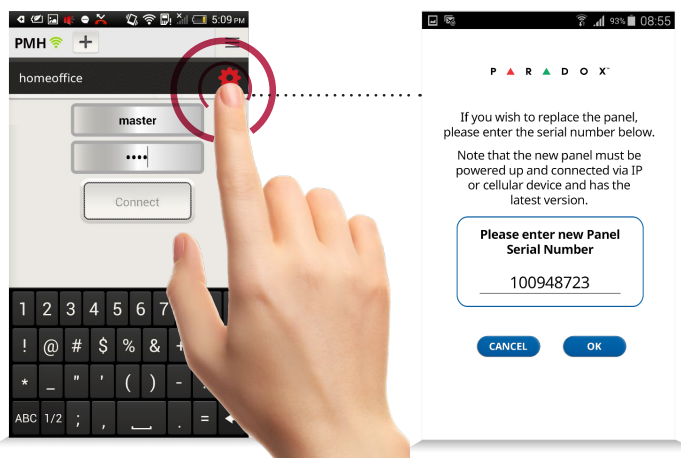 5:09 PM
PMH
+
homeoffice
master
••••
Connect
1 2 3 4 5 6 7
! @ # $ % & +
* _ " ' ( ) -
ABC 1/2 ; , . =
93% 08:55
PARADOX™
If you wish to replace the panel,
please enter the serial number below.
Note that the new panel must be
powered up and connected via IP
or cellular device and has the
latest version.
Please enter new Panel
Serial Number
100948723
CANCEL OK